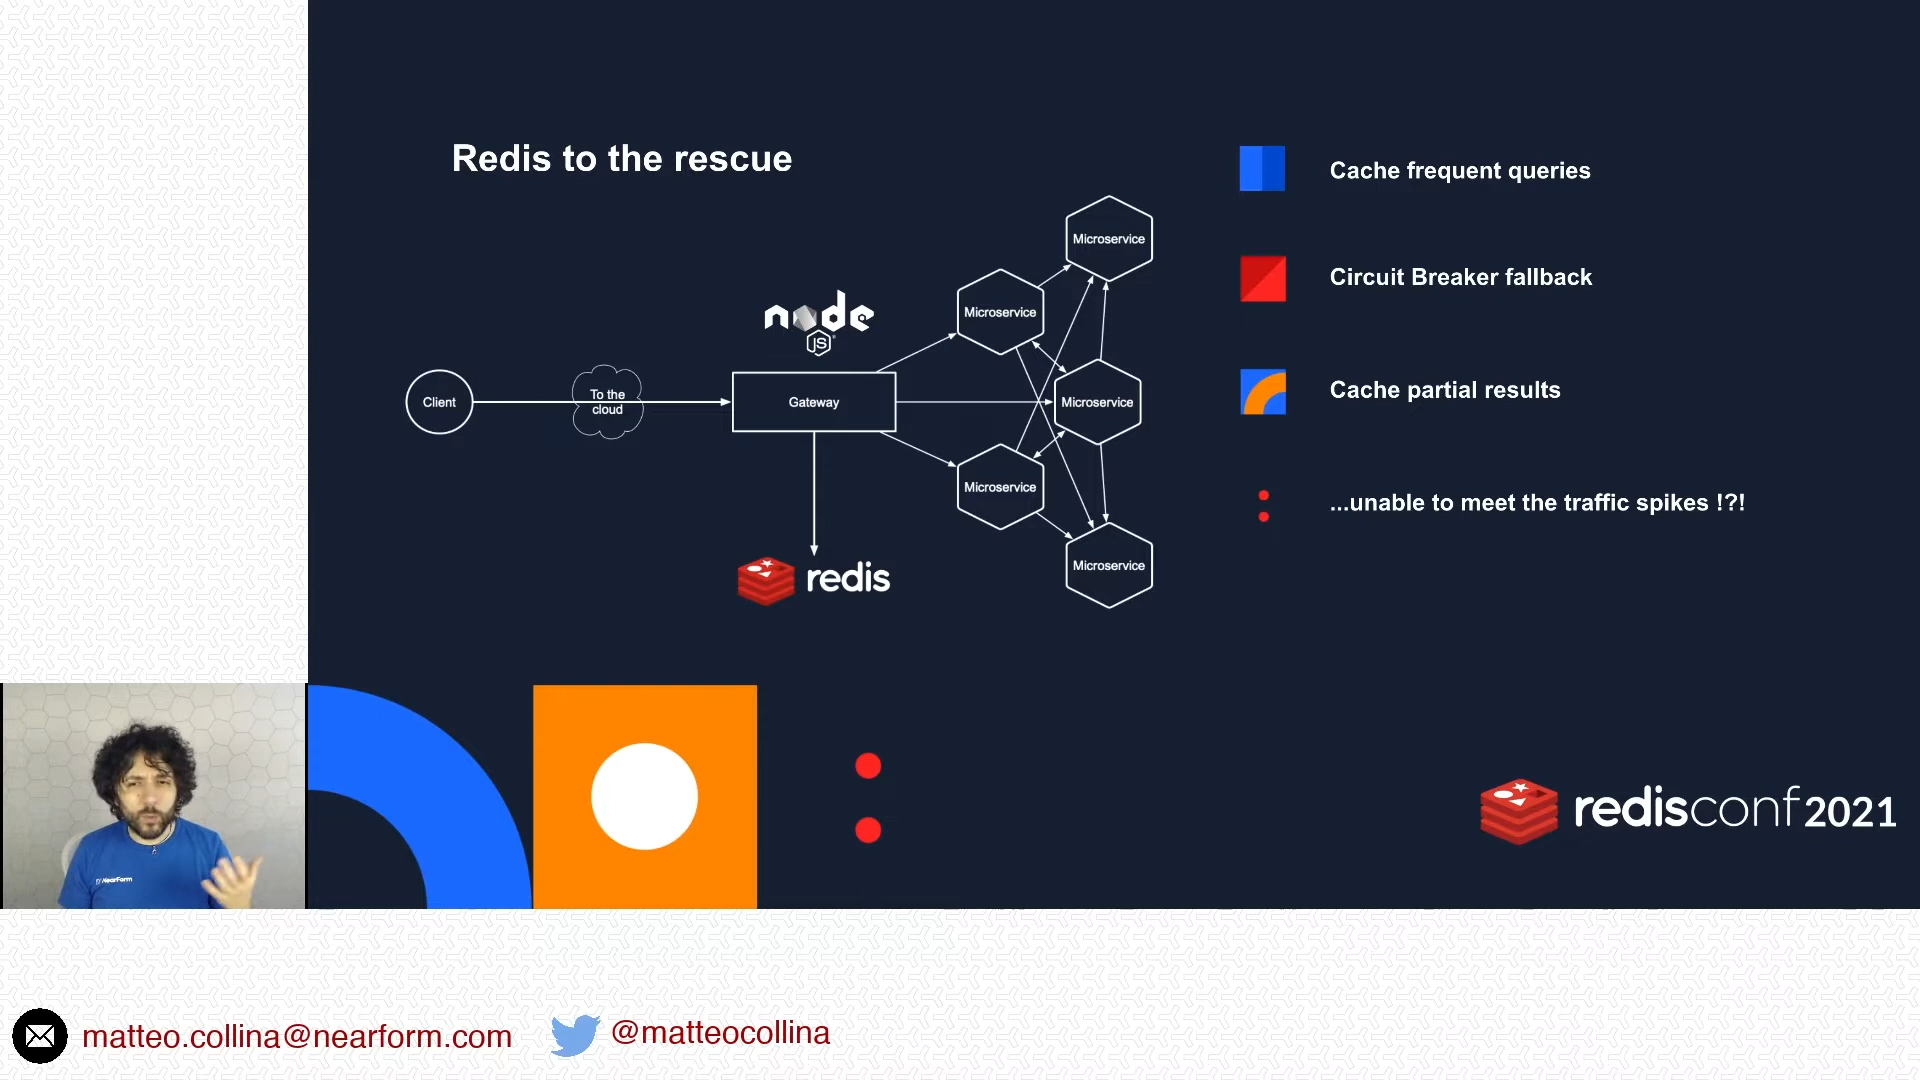 Redis to the rescue
Cache frequent queries
Circuit Breaker fallback
Cache partial results
...unable to meet the traffic spikes !?!
Microservice
Microservice
node
JS
Client
To the
cloud
Gateway
Microservice
Microservice
Microservice
redis
NearForm
redisconf2021
matteo.collina@nearform.com
@matteocollina